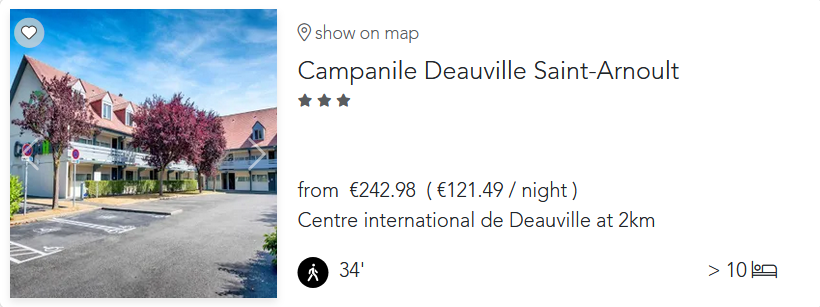 show on map
Campanile Deauville Saint-Arnoult
from €242.98 ( €121.49 / night )
Centre international de Deauville at 2km
34'
> 10